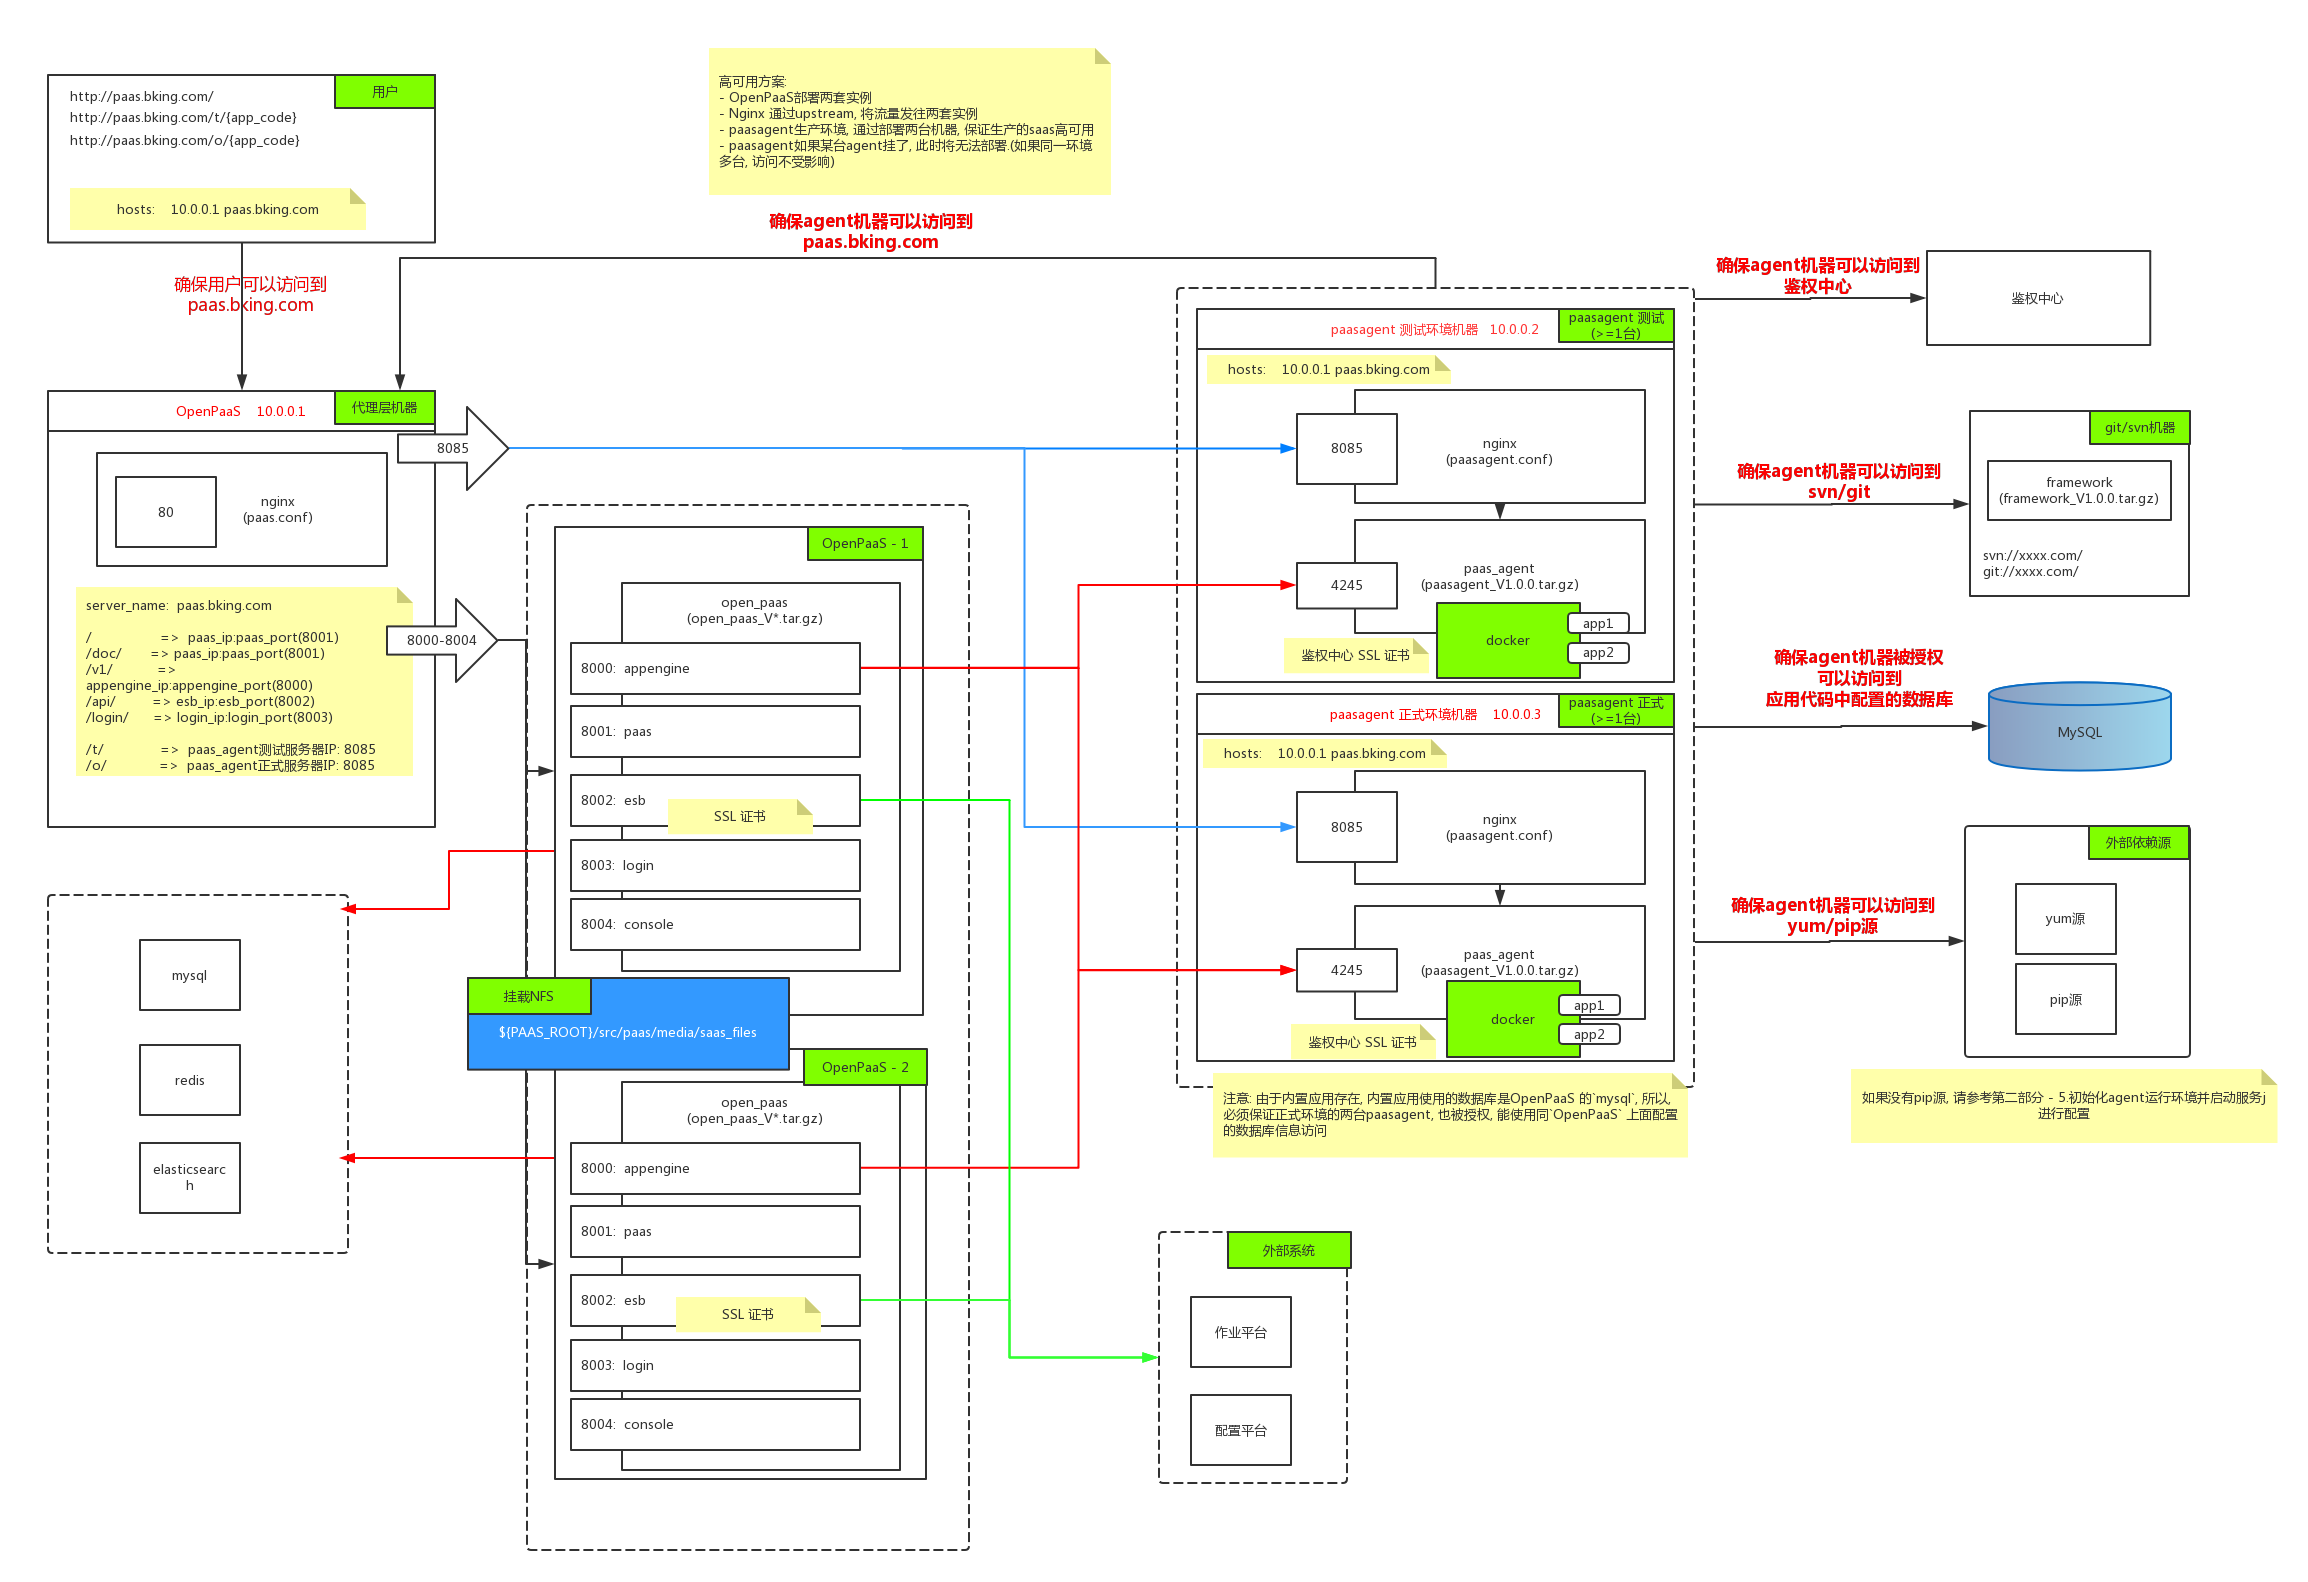 高可用方案:
- OpenPaaS部署两套实例
- Nginx 通过upstream, 将流量发往两套实例
- paasagent生产环境, 通过部署两台机器, 保证生产的saas高可用
- paasagent如果某台agent挂了, 此时将无法部署.(如果同一环境
多台, 访问不受影响)
用户
http://paas.bking.com/
http://paas.bking.com/t/{app_code}
http://paas.bking.com/o/{app_code}
hosts: 10.0.0.1 paas.bking.com
确保用户可以访问到
paas.bking.com
确保agent机器可以访问到
paas.bking.com
OpenPaaS 10.0.0.1
代理层机器
8085
80
nginx
(paas.conf)
server_name: paas.bking.com
/ => paas_ip:paas_port(8001)
/doc/ => paas_ip:paas_port(8001)
/v1/ =>
appengine_ip:appengine_port(8000)
/api/ => esb_ip:esb_port(8002)
/login/ => login_ip:login_port(8003)
/t/ => paas_agent测试服务器IP: 8085
/o/ => paas_agent正式服务器IP: 8085
8000-8004
mysql
redis
elasticsearc
h
OpenPaaS - 1
open_paas
(open_paas_V*.tar.gz)
8000: appengine
8001: paas
8002: esb
SSL 证书
8003: login
8004: console
挂载NFS
${PAAS_ROOT}/src/paas/media/saas_files
OpenPaaS - 2
open_paas
(open_paas_V*.tar.gz)
8000: appengine
8001: paas
8002: esb
SSL 证书
8003: login
8004: console
paasagent 测试环境机器 10.0.0.2
paasagent 测试
(>=1台)
hosts: 10.0.0.1 paas.bking.com
8085
nginx
(paasagent.conf)
4245
paas_agent
(paasagent_V1.0.0.tar.gz)
docker
app1
app2
鉴权中心 SSL 证书
paasagent 正式环境机器 10.0.0.3
paasagent 正式
(>=1台)
hosts: 10.0.0.1 paas.bking.com
8085
nginx
(paasagent.conf)
4245
paas_agent
(paasagent_V1.0.0.tar.gz)
docker
app1
app2
鉴权中心 SSL 证书
注意: 由于内置应用存在, 内置应用使用的数据库是OpenPaaS 的`mysql`, 所以,
必须保证正式环境的两台paasagent, 也被授权, 能使用同`OpenPaaS` 上面配置
的数据库信息访问
外部系统
作业平台
配置平台
确保agent机器可以访问到
鉴权中心
鉴权中心
确保agent机器可以访问到
svn/git
git/svn机器
framework
(framework_V1.0.0.tar.gz)
svn://xxxx.com/
git://xxxx.com/
确保agent机器被授权
可以访问到
应用代码中配置的数据库
MySQL
确保agent机器可以访问到
yum/pip源
外部依赖源
yum源
pip源
如果没有pip源, 请参考第二部分 - 5.初始化agent运行环境并启动服务j
进行配置